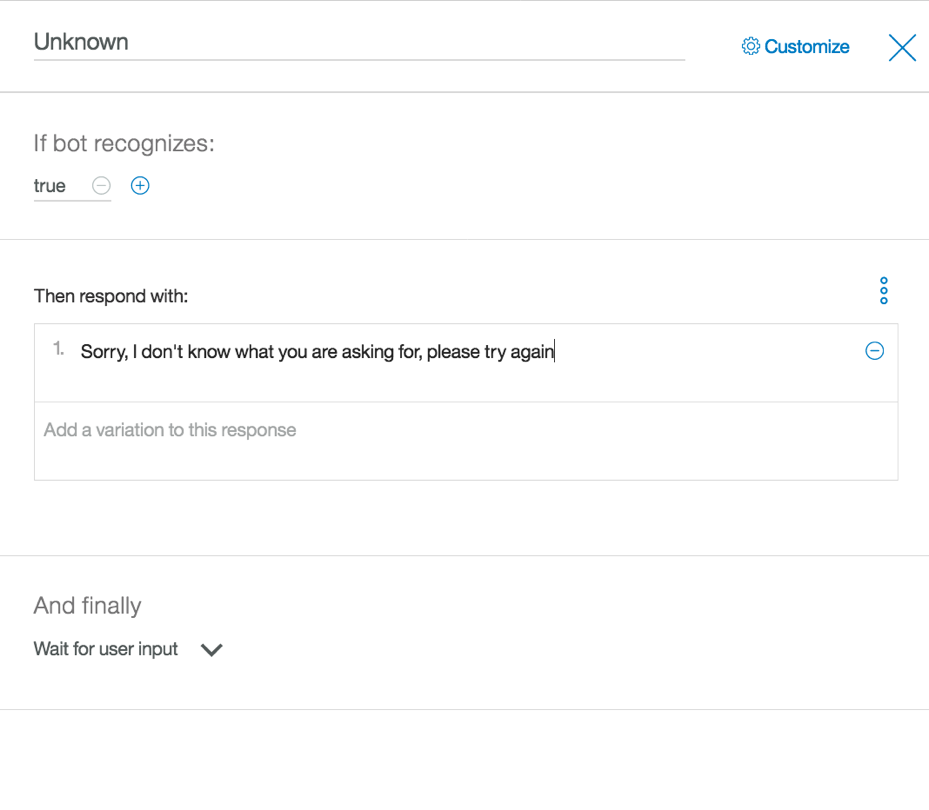 Unknown
Customize
If bot recognizes:
true
Then respond with:
1. Sorry, I don't know what you are asking for, please try again
Add a variation to this response
And finally
Wait for user input